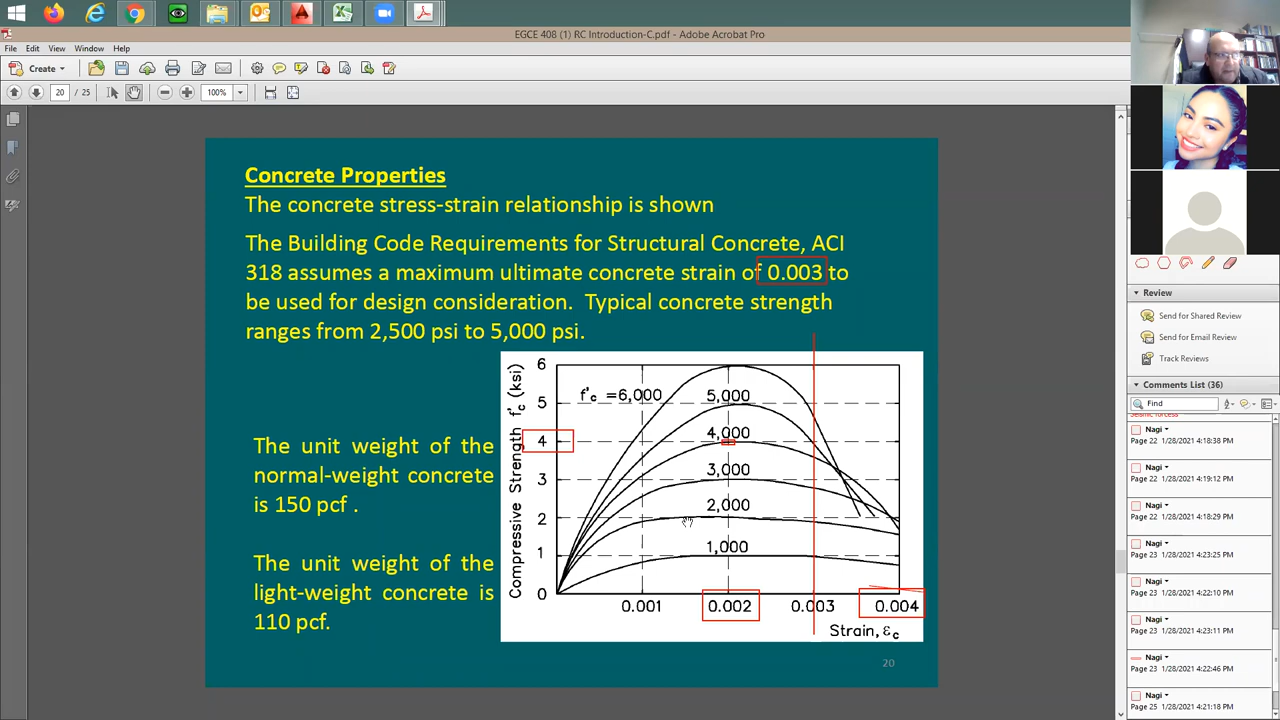 EGCE 408 (1) RC Introduction-C.pdf - Adobe Acrobat Pro
File Edit View Window Help
Create
20 / 25 100%
Concrete Properties
The concrete stress-strain relationship is shown
The Building Code Requirements for Structural Concrete, ACI
318 assumes a maximum ultimate concrete strain of 0.003 to
be used for design consideration. Typical concrete strength
ranges from 2,500 psi to 5,000 psi.
The unit weight of the
normal-weight concrete
is 150 pcf .
The unit weight of the
light-weight concrete is
110 pcf.
Compressive Strength f'c (ksi)
6
5
4
3
2
1
0
f'c = 6,000
5,000
4,000
3,000
2,000
1,000
0.001 0.002 0.003 0.004
Strain, εc
20
Review
Send for Shared Review
Send for Email Review
Track Reviews
Comments List (36)
Find
Nagi
Page 22 1/28/2021 4:18:38 PM
Nagi
Page 22 1/28/2021 4:19:12 PM
Nagi
Page 22 1/28/2021 4:18:29 PM
Nagi
Page 23 1/28/2021 4:23:25 PM
Nagi
Page 23 1/28/2021 4:22:10 PM
Nagi
Page 23 1/28/2021 4:23:11 PM
Nagi
Page 23 1/28/2021 4:22:46 PM
Nagi
Page 25 1/28/2021 4:21:18 PM